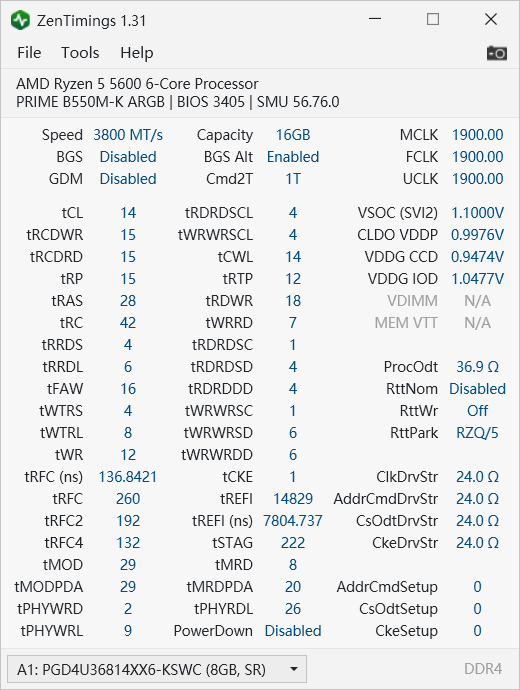 ZenTimings 1.31
File Tools Help
AMD Ryzen 5 5600 6-Core Processor
PRIME B550M-K ARGB | BIOS 3405 | SMU 56.76.0
Speed 3800 MT/s Capacity 16GB MCLK 1900.00
BGS Disabled BGS Alt Enabled FCLK 1900.00
GDM Disabled Cmd2T 1T UCLK 1900.00
tCL 14 tRDRDSCL 4 VSOC (SVI2) 1.1000V
tRCDWR 15 tWRWRSCL 4 CLDO VDDP 0.9976V
tRCDRD 15 tCWL 14 VDDG CCD 0.9474V
tRP 15 tRTP 12 VDDG IOD 1.0477V
tRAS 28 tRDWR 18 VDIMM N/A
tRC 42 tWRRD 7 MEM VTT N/A
tRRDS 4 tRDRDSC 1
tRRDL 6 tRDRDSD 4 ProcOdt 36.9 Ω
tFAW 16 tRDRDDD 4 RttNom Disabled
tWTRS 4 tWRWRSC 1 RttWr Off
tWTRL 8 tWRWRSD 6 RttPark RZQ/5
tWR 12 tWRWRDD 6
tRFC (ns) 136.8421 tCKE 1 ClkDrvStr 24.0 Ω
tRFC 260 tREFI 14829 AddrCmdDrvStr 24.0 Ω
tRFC2 192 tREFI (ns) 7804.737 CsOdtDrvStr 24.0 Ω
tRFC4 132 tSTAG 222 CkeDrvStr 24.0 Ω
tMOD 29 tMRD 8
tMODPDA 29 tMRDPDA 20 AddrCmdSetup 0
tPHYWRD 2 tPHYRDL 26 CsOdtSetup 0
tPHYWRL 9 PowerDown Disabled CkeSetup 0
A1: PGD4U36814XX6-KSWC (8GB, SR) DDR4